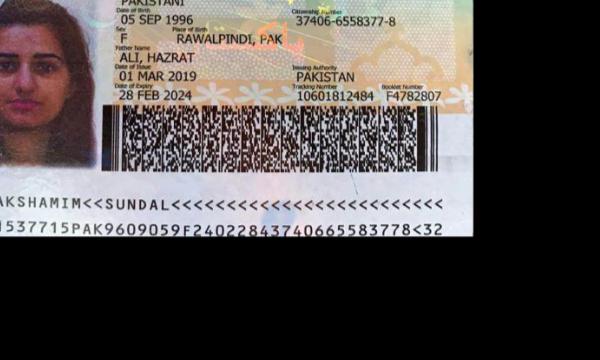 PAKISTANI
Date of Birth Citizenship Number
05 SEP 1996 37406-6558377-8
Sex Place of Birth
F RAWALPINDI, PAK
Father Name
ALI, HAZRAT
Date of Issue Issuing Authority
01 MAR 2019 PAKISTAN
Date of Expiry Tracking Number Booklet Number
28 FEB 2024 10601812484 F4782807
AKSHAMIM<<SUNDAL<<<<<<<<<<<<<<<<<<<<<<<<<<
1537715PAK9609059F24022843740665583778<32